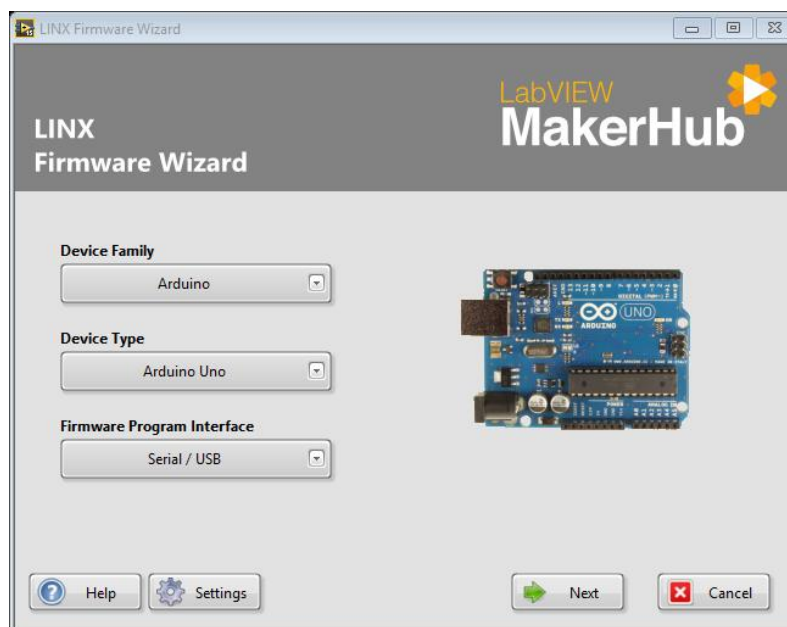 LINX Firmware Wizard
LabVIEW
MakerHub
LINX
Firmware Wizard
Device Family
Arduino
Device Type
Arduino Uno
Firmware Program Interface
Serial / USB
UNO
ARDUINO
Help
Settings
Next
Cancel